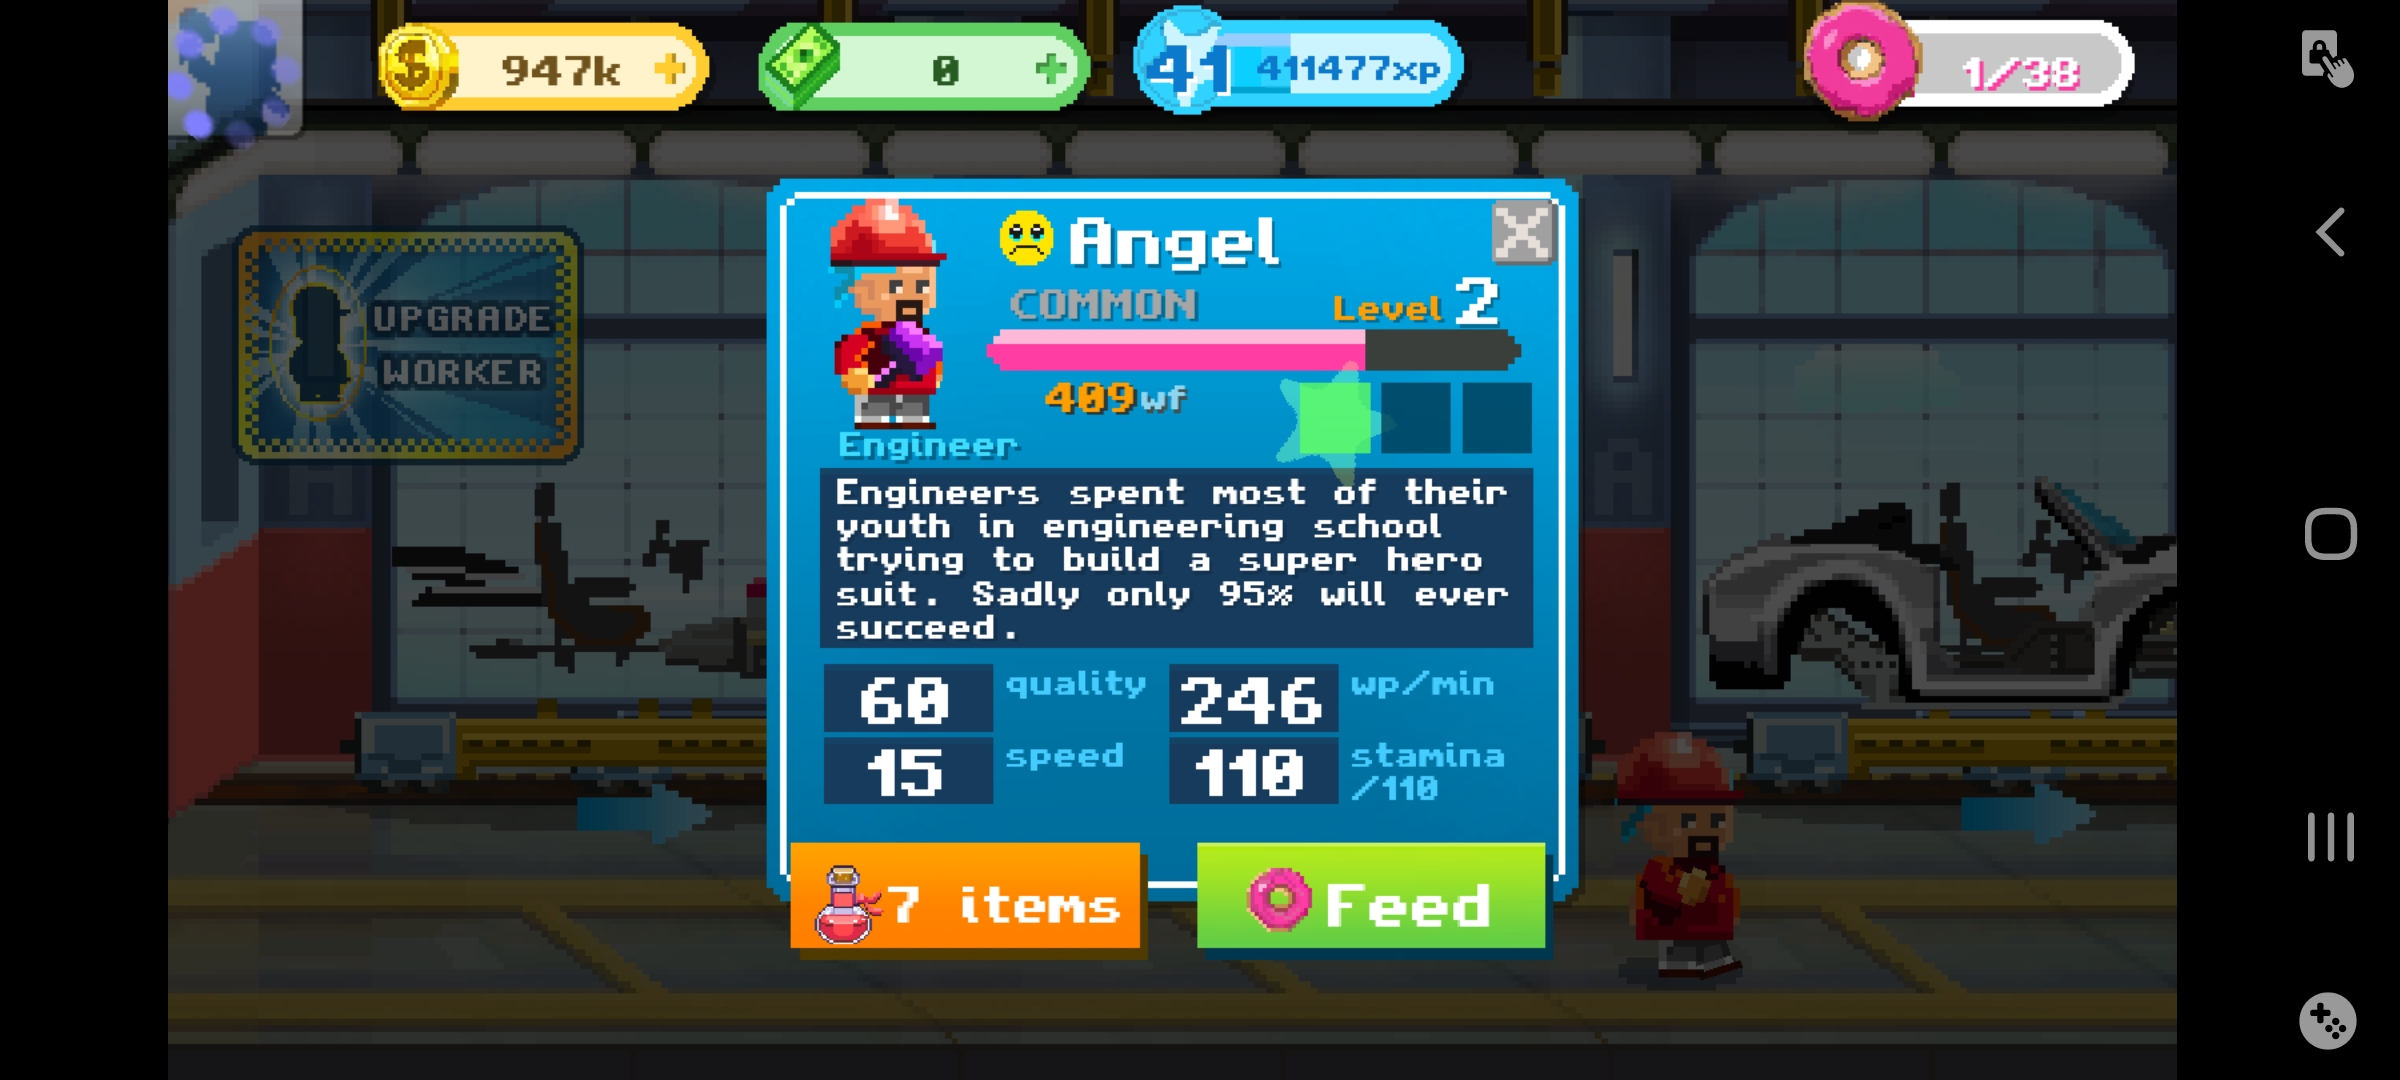 947k
0
41 411477xp
1/38
UPGRADE
WORKER
Angel
COMMON
Level 2
409wf
Engineer
Engineers spent most of their
youth in engineering school
trying to build a super hero
suit. Sadly only 95% will ever
succeed.
60 quality 246 wp/min
15 speed 110 stamina
/110
7 items
Feed